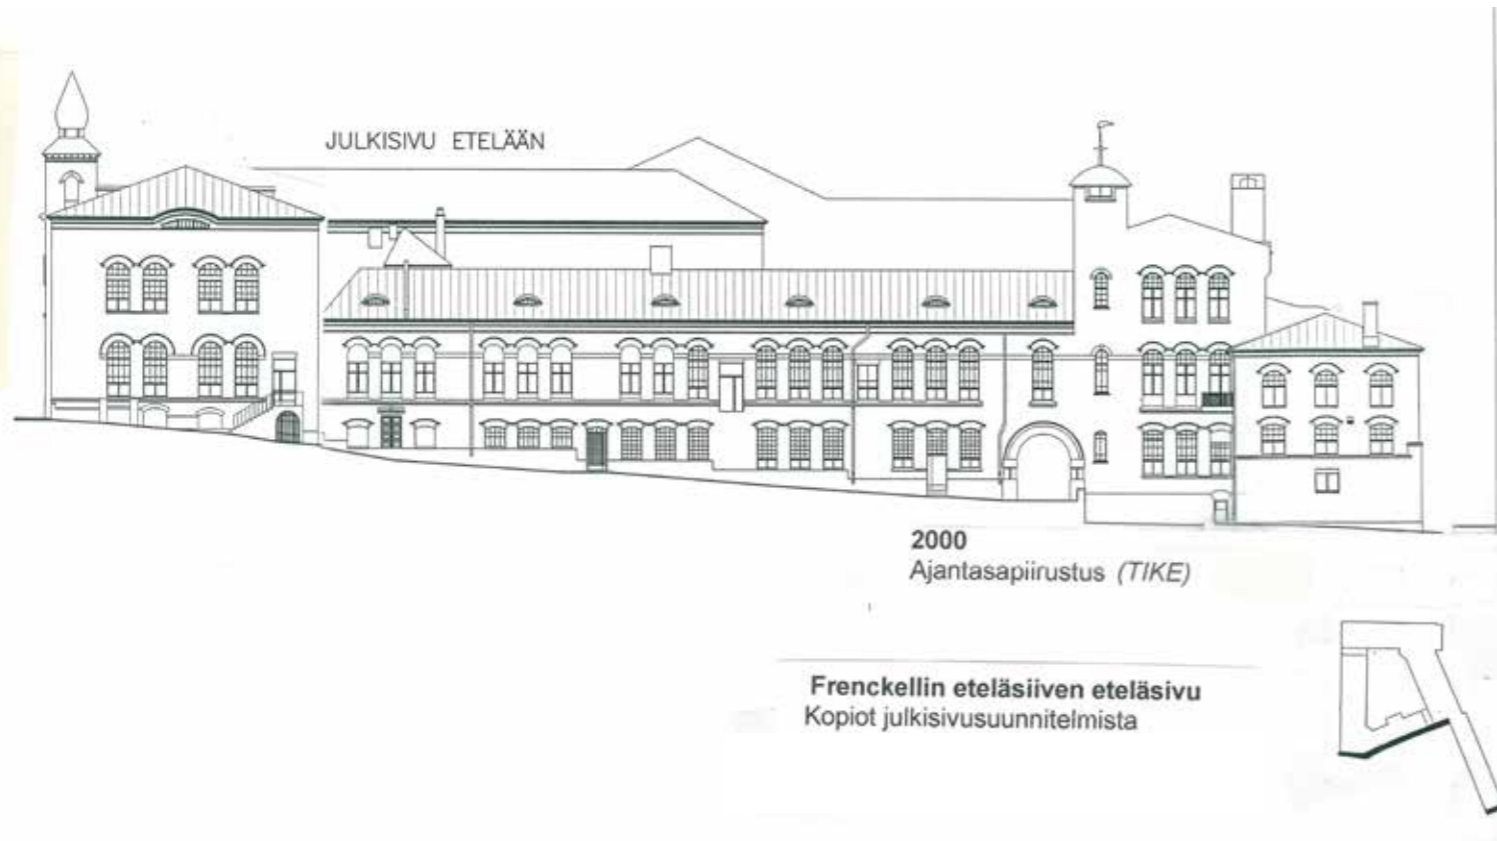 JULKISIVU ETELÄÄN
2000
Ajantasapiirustus (TIKE)
Frenckellin eteläsiiven eteläsivu
Kopiot julkisivusuunnitelmista